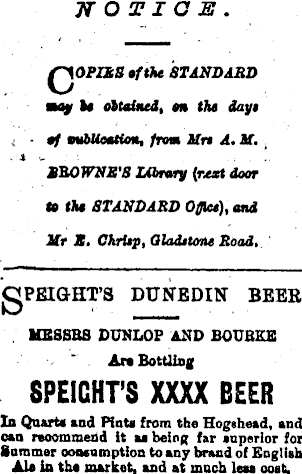 NOTICE.
COPIES of the STANDARD
may be obtained, on the days
of publication, from Mrs A. M.
BROWNE'S Library (next door
to the STANDARD Office), and
Mr E. Chrisp, Gladstone Road.
SPEIGHT'S DUNEDIN BEER
MESSRS DUNLOP AND BOURKE
Are Bottling
SPEIGHT'S XXXX BEER
In Quarts and Pints from the Hogshead, and
can recommend it as being far superior for
Summer consumption to any brand of English
Ale in the market, and at much less cost.